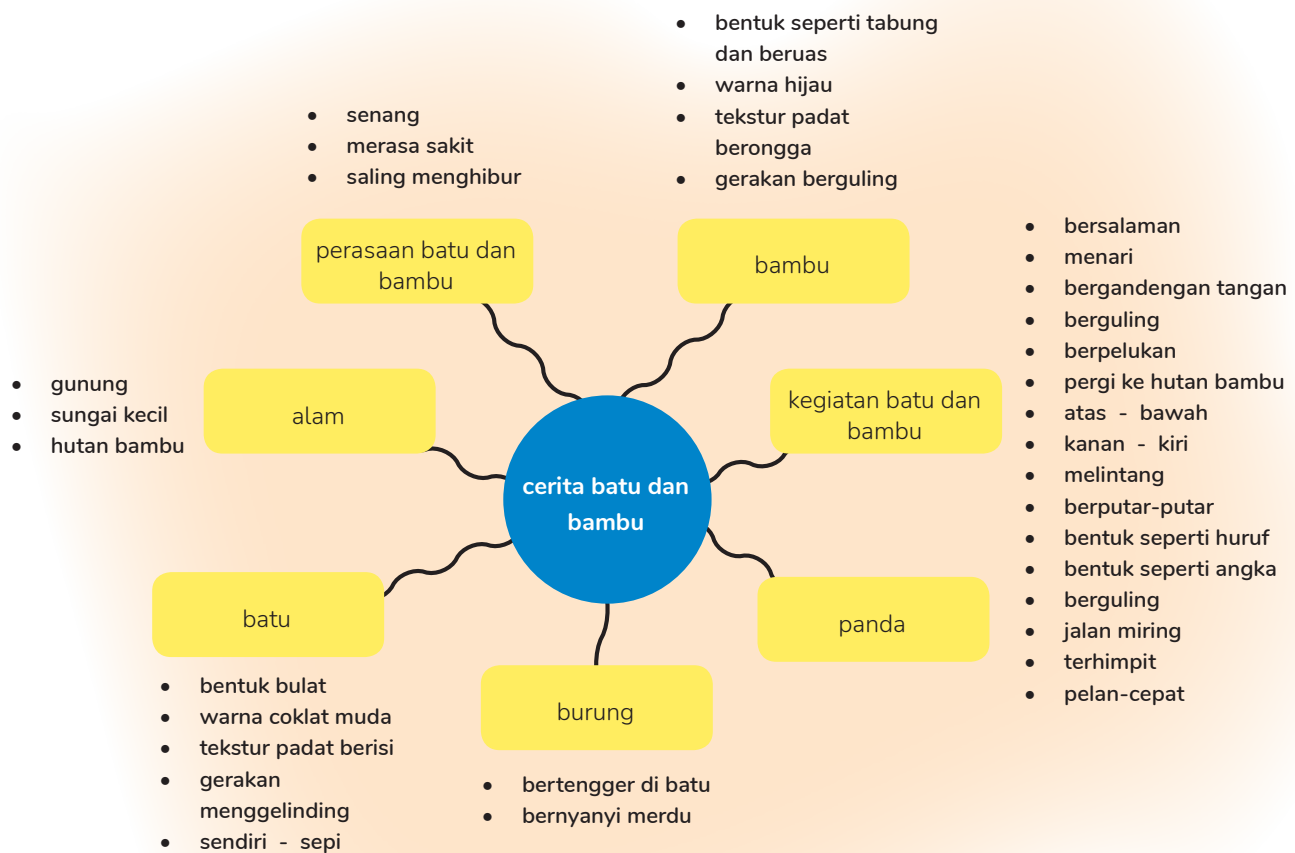 • bentuk seperti tabung
dan beruas
• warna hijau
• tekstur padat
berongga
• gerakan berguling
• senang
• merasa sakit
• saling menghibur
perasaan batu dan
bambu
bambu
• bersalaman
• menari
• bergandengan tangan
• berguling
• berpelukan
• pergi ke hutan bambu
• atas - bawah
• kanan - kiri
• melintang
• berputar-putar
• bentuk seperti huruf
• bentuk seperti angka
• berguling
• jalan miring
• terhimpit
• pelan-cepat
• gunung
• sungai kecil
• hutan bambu
alam
kegiatan batu dan
bambu
cerita batu dan
bambu
batu
panda
burung
• bentuk bulat
• warna coklat muda
• tekstur padat berisi
• gerakan
menggelinding
• sendiri - sepi
• bertengger di batu
• bernyanyi merdu